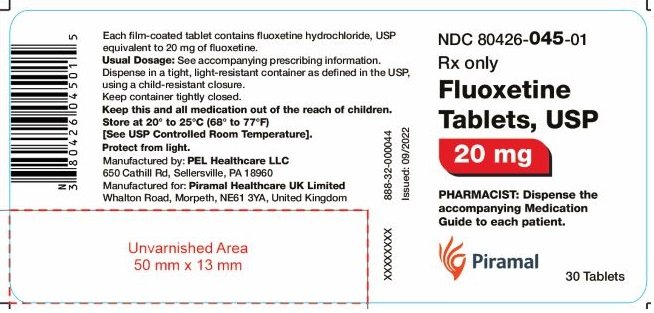 Each film-coated tablet contains fluoxetine hydrochloride, USP
equivalent to 20 mg of fluoxetine.
Usual Dosage: See accompanying prescribing information.
Dispense in a tight, light-resistant container as defined in the USP,
using a child-resistant closure.
Keep container tightly closed.
Keep this and all medication out of the reach of children.
Store at 20° to 25°C (68° to 77°F)
[See USP Controlled Room Temperature].
Protect from light.
Manufactured by: PEL Healthcare LLC
650 Cathill Rd, Sellersville, PA 18960
Manufactured for: Piramal Healthcare UK Limited
Whalton Road, Morpeth, NE61 3YA, United Kingdom
N
3 80426 04501 5
Unvarnished Area
50 mm x 13 mm
XXXXXXXX 888-32-000044
Issued: 09/2022
NDC 80426-045-01
Rx only
Fluoxetine
Tablets, USP
20 mg
PHARMACIST: Dispense the
accompanying Medication
Guide to each patient.
Piramal
30 Tablets